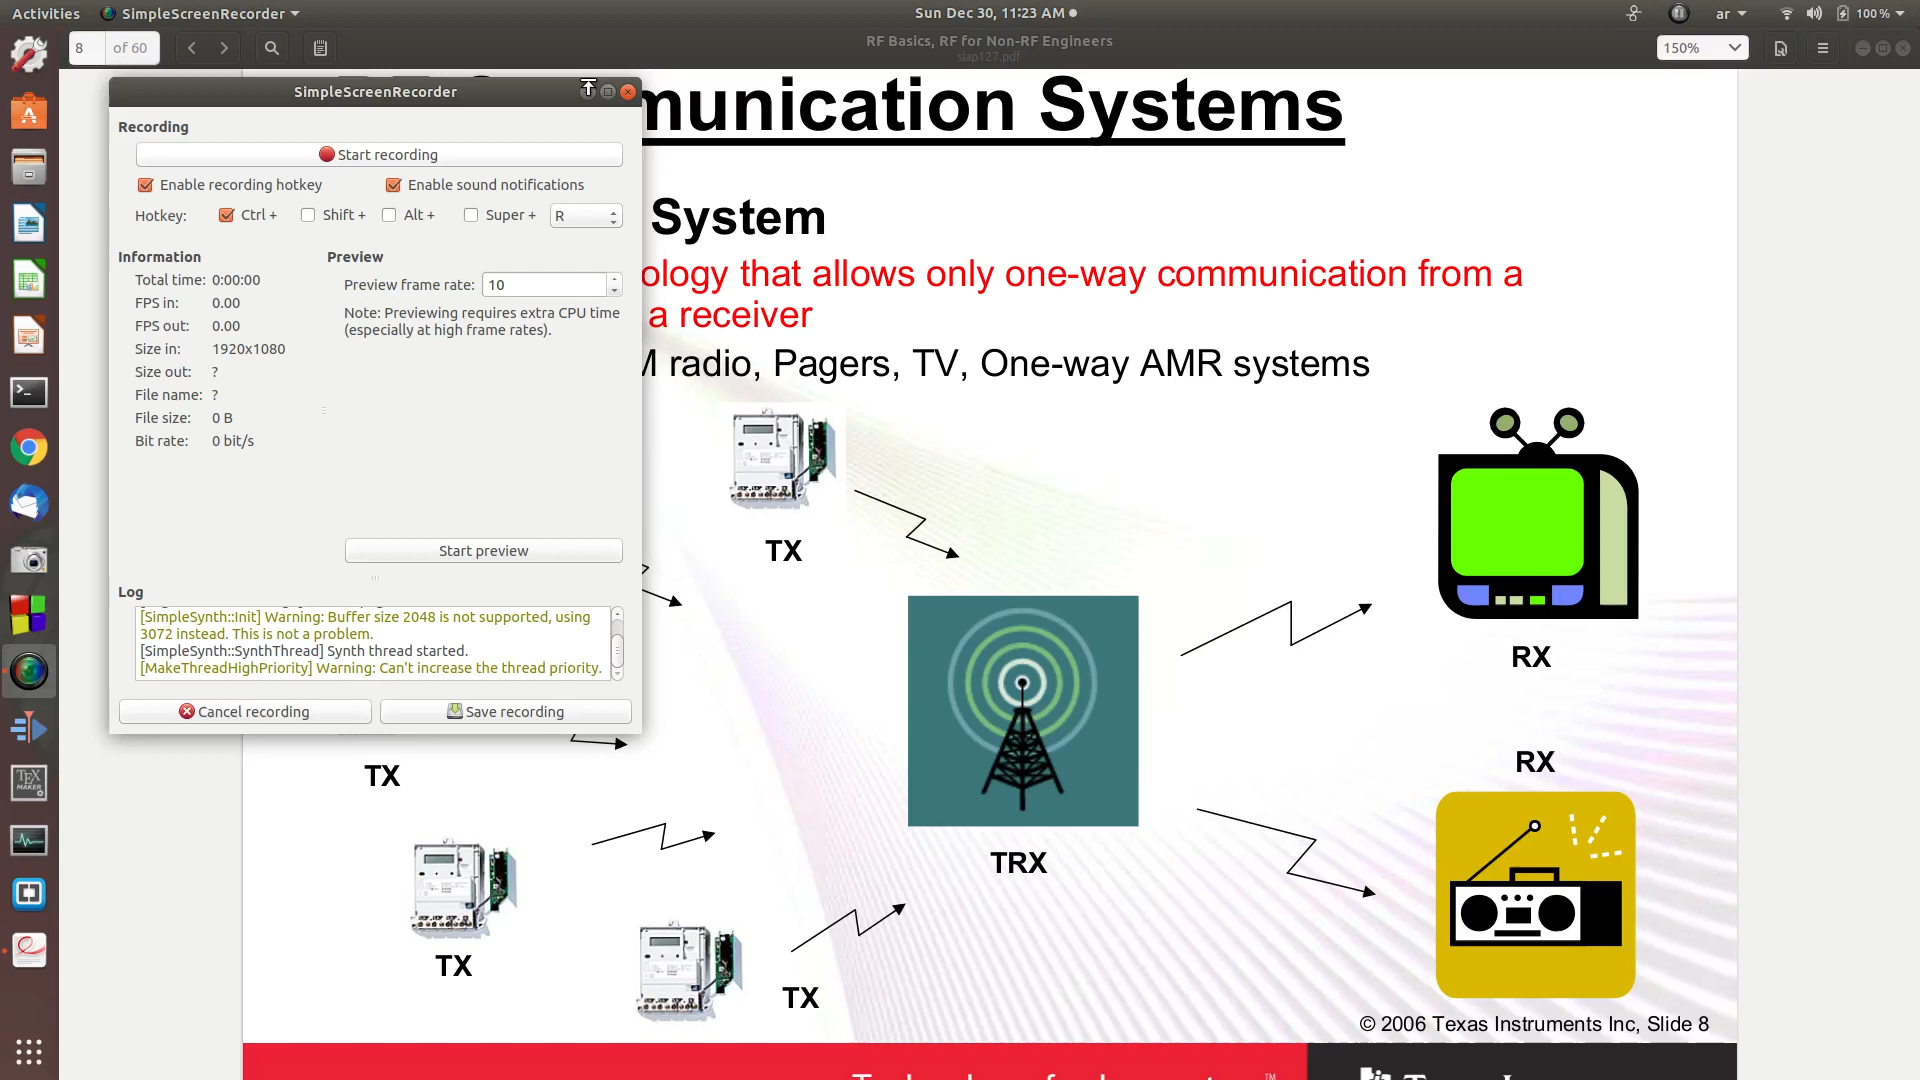 Activities
SimpleScreenRecorder
Sun Dec 30, 11:23 AM
ar
100 %
8 of 60
RF Basics, RF for Non-RF Engineers
slap127.pdf
150%
SimpleScreenRecorder
Recording
Start recording
Enable recording hotkey
Enable sound notifications
Hotkey: Ctrl + Shift + Alt + Super + R
Information
Total time: 0:00:00
FPS in: 0.00
FPS out: 0.00
Size in: 1920x1080
Size out: ?
File name: ?
File size: 0 B
Bit rate: 0 bit/s
Preview
Preview frame rate: 10
Note: Previewing requires extra CPU time
(especially at high frame rates).
Start preview
Log
[SimpleSynth::Init] Warning: Buffer size 2048 is not supported, using
3072 instead. This is not a problem.
[SimpleSynth::SynthThread] Synth thread started.
[MakeThreadHighPriority] Warning: Can't increase the thread priority.
Cancel recording
Save recording
munication Systems
System
ology that allows only one-way communication from a
a receiver
M radio, Pagers, TV, One-way AMR systems
TX
RX
RX
TX
TRX
TX
TX
© 2006 Texas Instruments Inc, Slide 8
TEX
MAKER